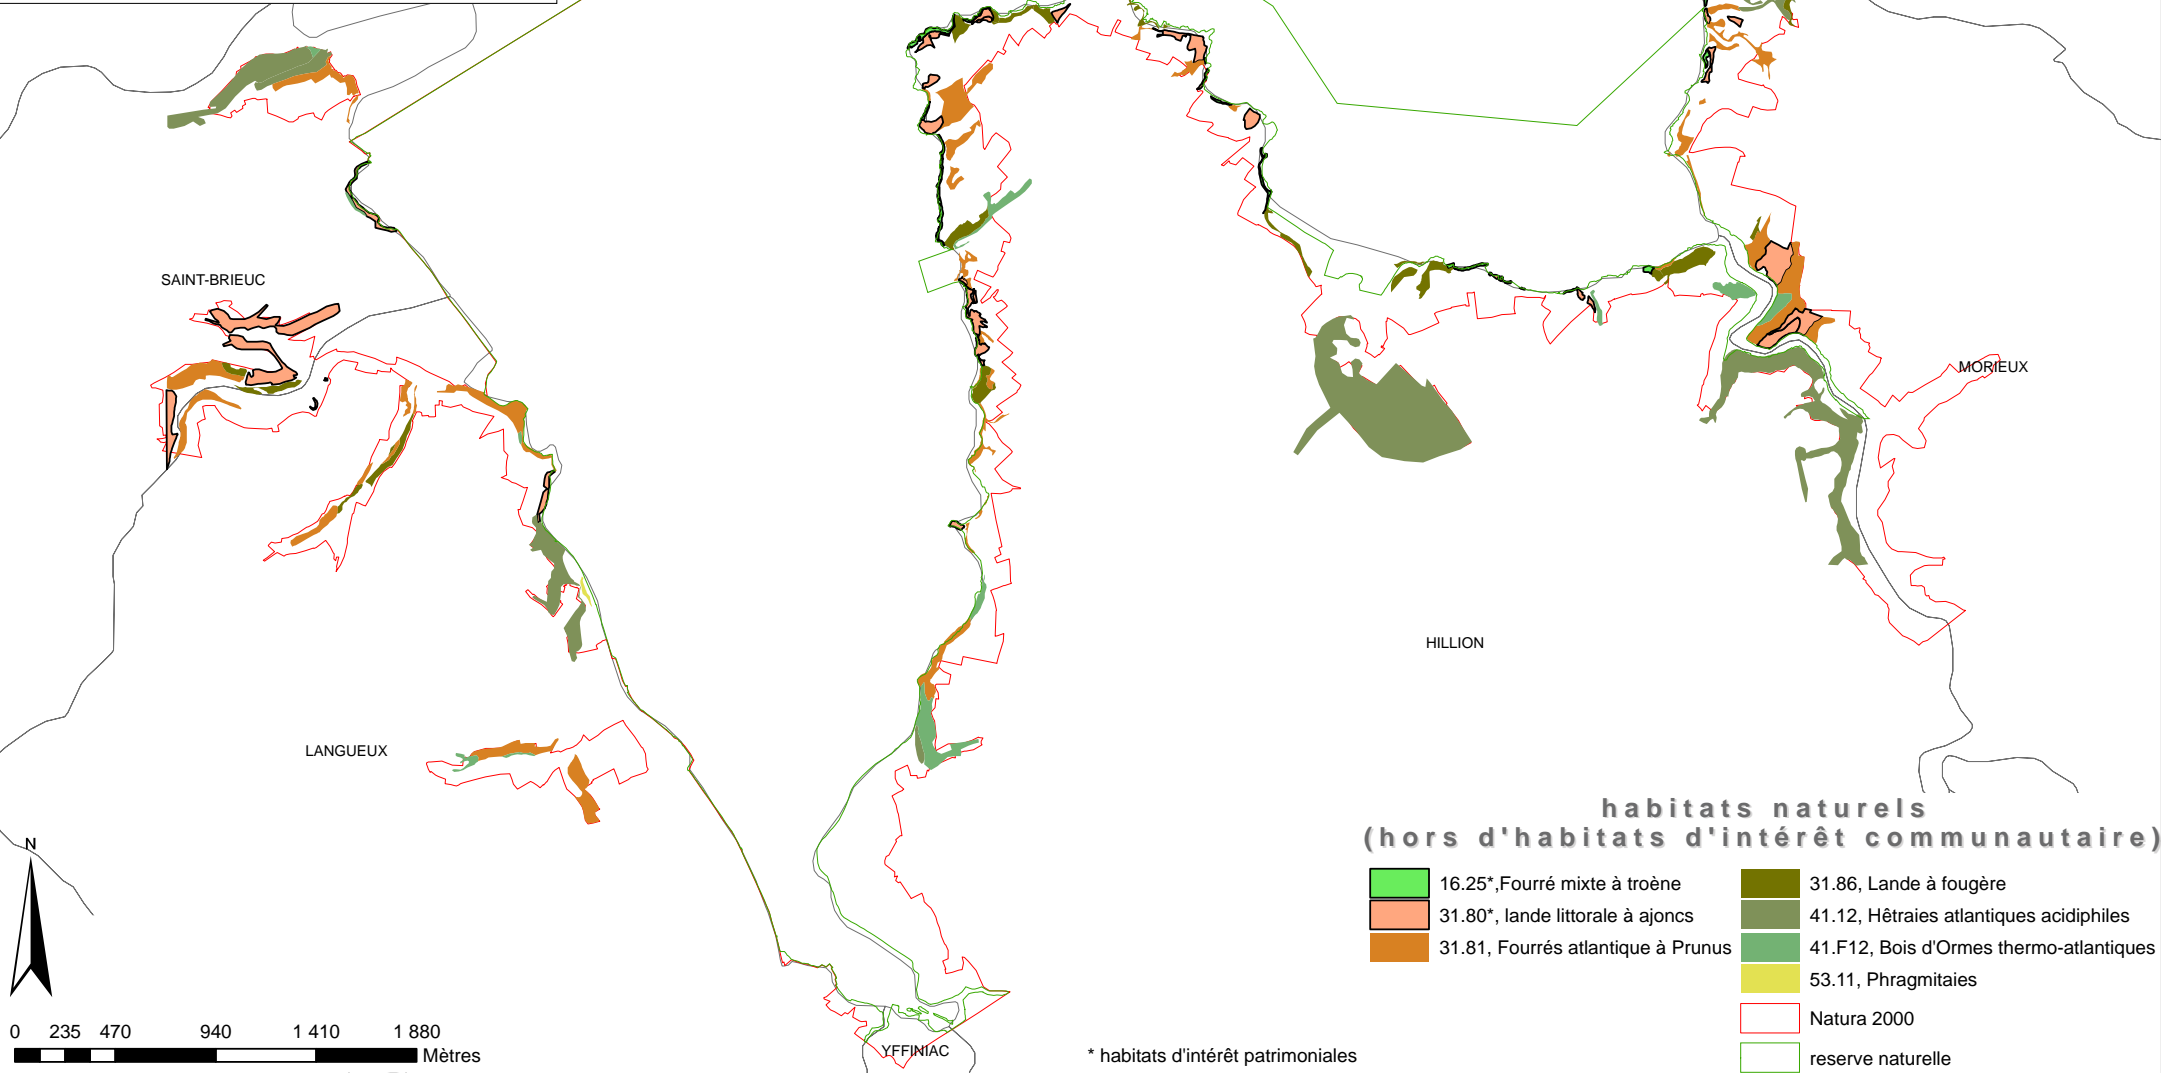 SAINT-BRIEUC
MORIEUX
HILLION
LANGUEUX
habitats naturels
(hors d'habitats d'intérêt communautaire)
16.25*,Fourré mixte à troène
31.80*, lande littorale à ajoncs
31.81, Fourrés atlantique à Prunus
31.86, Lande à fougère
41.12, Hêtraies atlantiques acidiphiles
41.F12, Bois d'Ormes thermo-atlantiques
53.11, Phragmitaies
Natura 2000
reserve naturelle
N
0 235 470 940 1 410 1 880
Mètres
YFFINIAC
* habitats d'intérêt patrimoniales